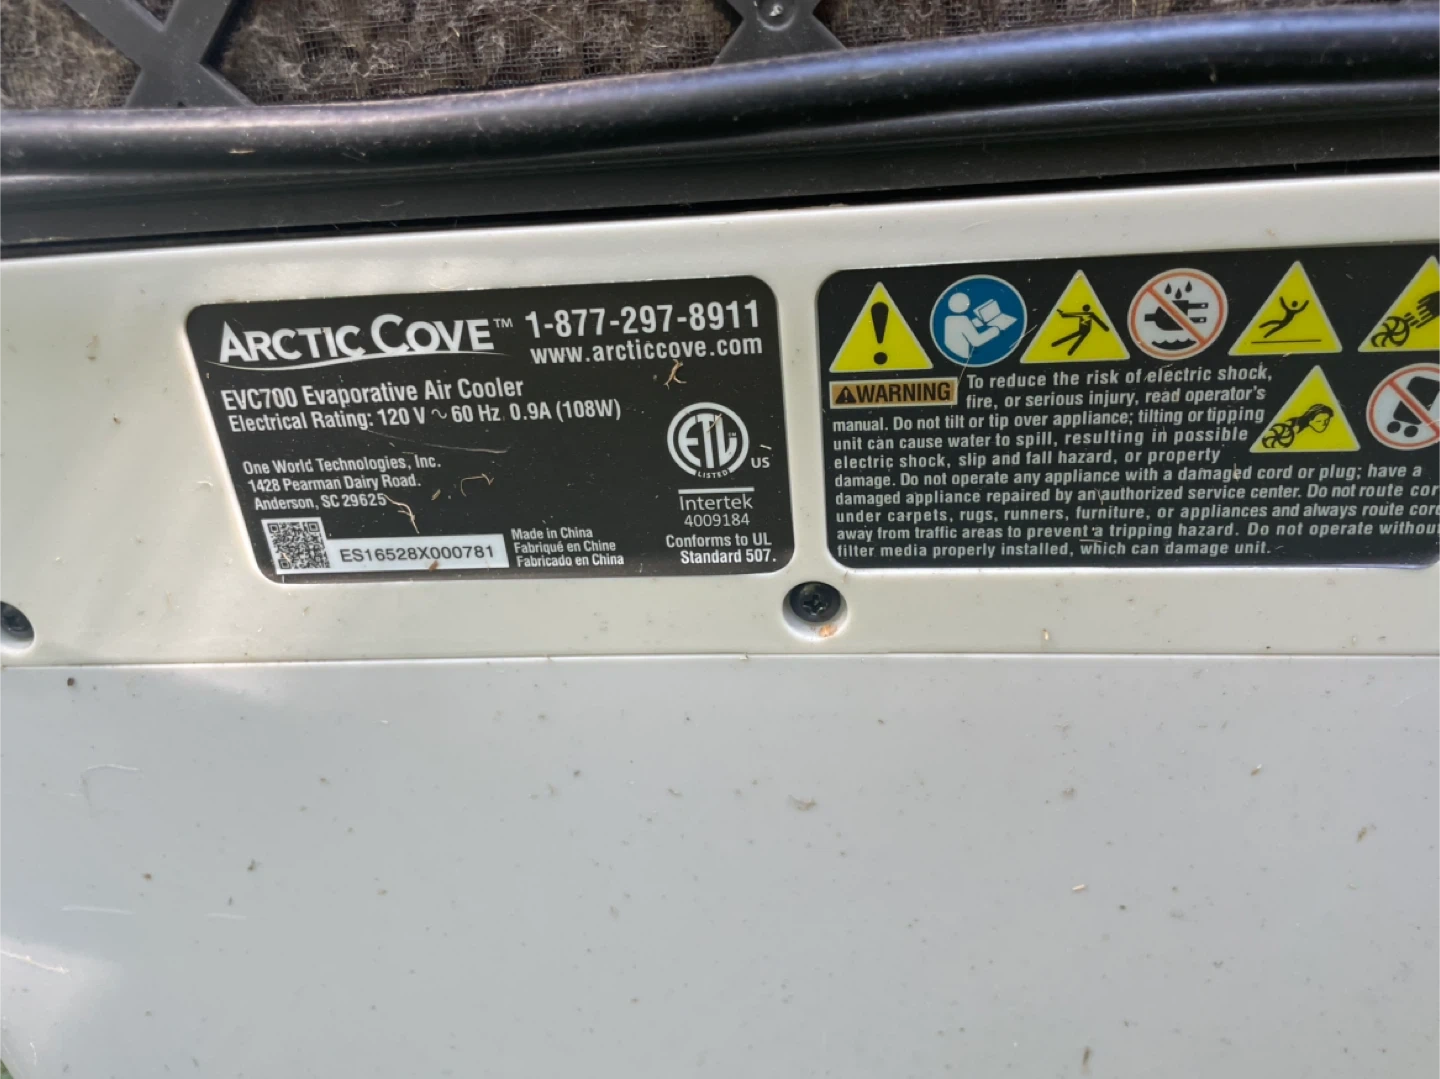 ARCTIC COVE™ 1-877-297-8911
www.arcticcove.com
EVC700 Evaporative Air Cooler
Electrical Rating: 120 V ~ 60 Hz 0.9A (108W)
One World Technologies, Inc.
1428 Pearman Dairy Road.
Anderson, SC 29625
ES16528X000781
Made in China
Fabriqué en Chine
Fabricado en China
ETL
LISTED
US
Intertek
4009184
Conforms to UL
Standard 507.
WARNING To reduce the risk of electric shock,
fire, or serious injury, read operator's
manual. Do not tilt or tip over appliance; tilting or tipping
unit can cause water to spill, resulting in possible
electric shock, slip and fall hazard, or property
damage. Do not operate any appliance with a damaged cord or plug; have a
damaged appliance repaired by an authorized service center. Do not route cor
under carpets, rugs, runners, furniture, or appliances and always route cord
away from traffic areas to prevent a tripping hazard. Do not operate without
filter media properly installed, which can damage unit.